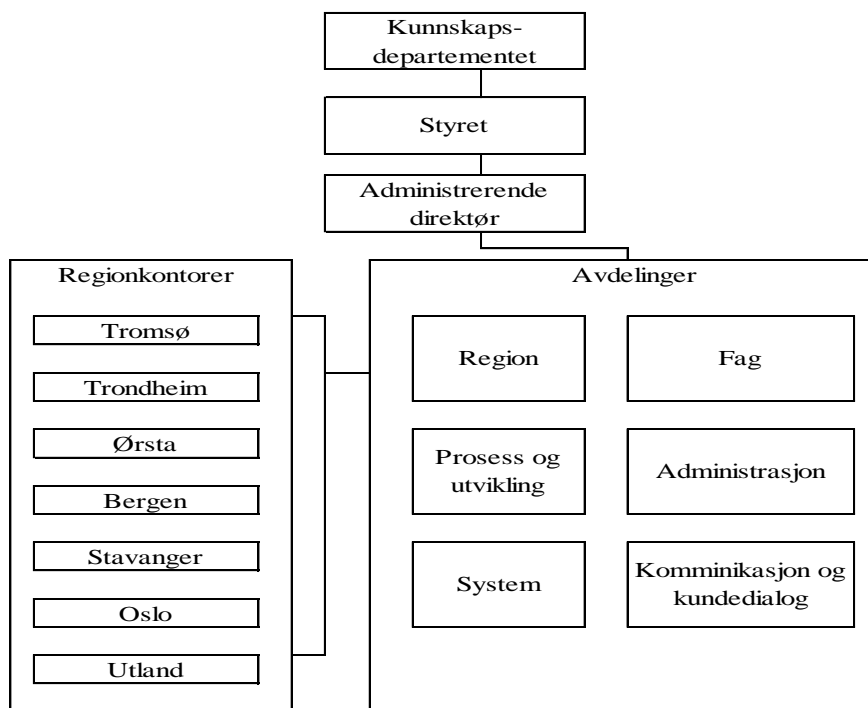 Kunnskaps-
departementet
Styret
Administrerende
direktør
Regionkontorer
Tromsø
Trondheim
Ørsta
Bergen
Stavanger
Oslo
Utland
Avdelinger
Region
Fag
Prosess og
utvikling
Administrasjon
System
Komminikasjon og
kundedialog